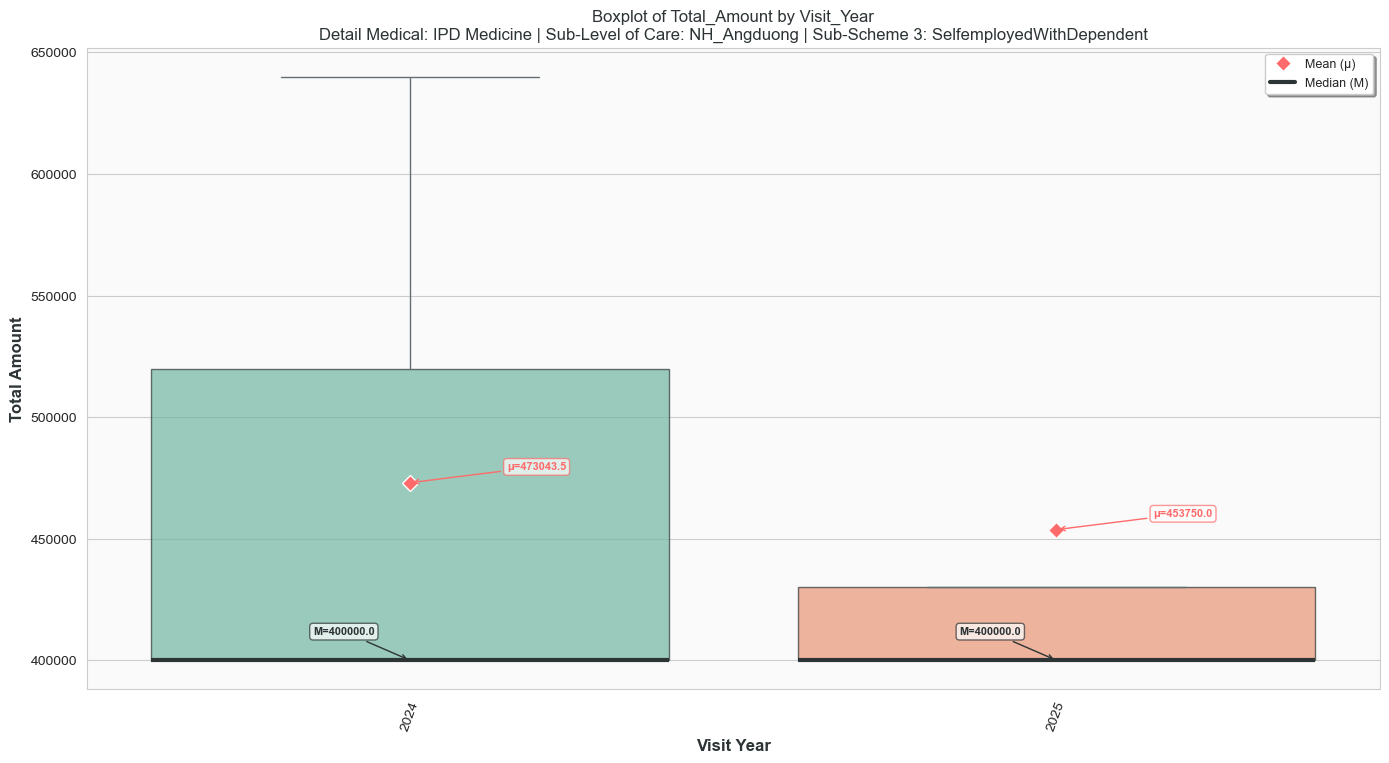 Boxplot of Total_Amount by Visit_Year
Detail Medical: IPD Medicine | Sub-Level of Care: NH_Angduong | Sub-Scheme 3: SelfemployedWithDependent
Mean (μ)
Median (M)
Total Amount
650000
600000
550000
500000
450000
400000
μ=473043.5
M=400000.0
μ=453750.0
M=400000.0
2024
2025
Visit Year